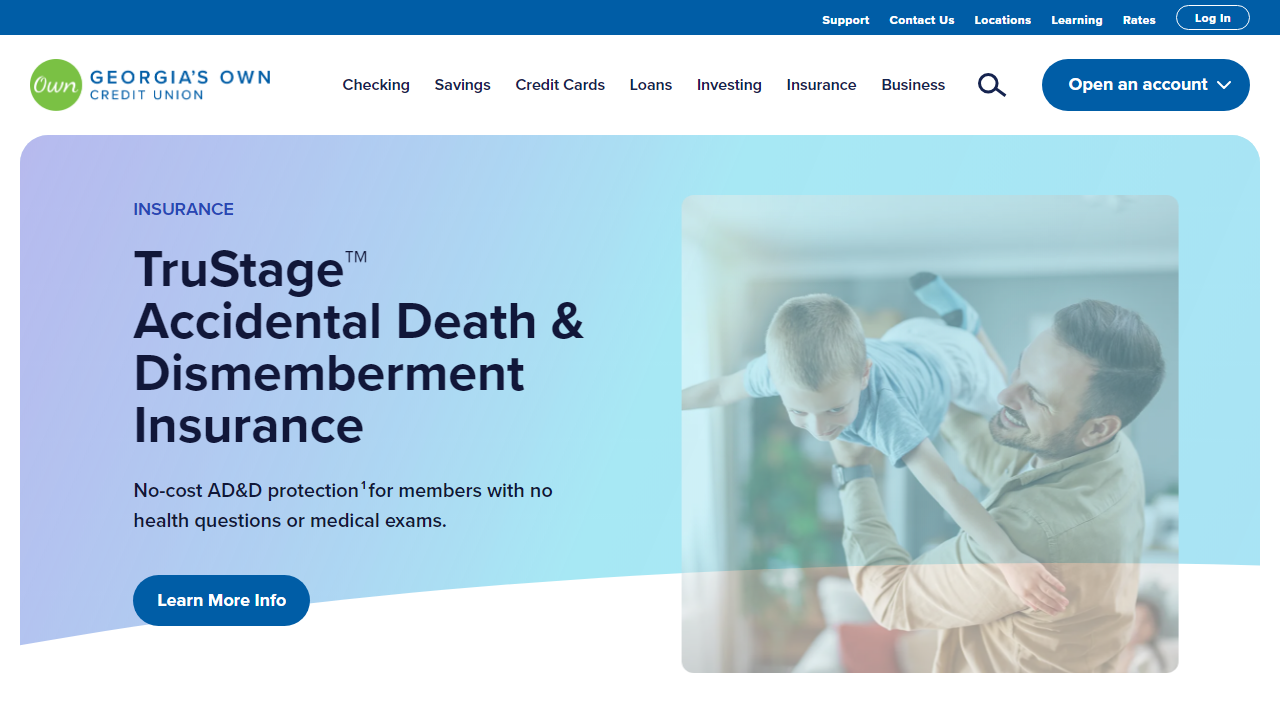 Support Contact Us Locations Learning Rates Log In
Own GEORGIA'S OWN
CREDIT UNION
Checking Savings Credit Cards Loans Investing Insurance Business Open an account
INSURANCE
TruStage™
Accidental Death &
Dismemberment
Insurance
No-cost AD&D protection¹for members with no
health questions or medical exams.
Learn More Info